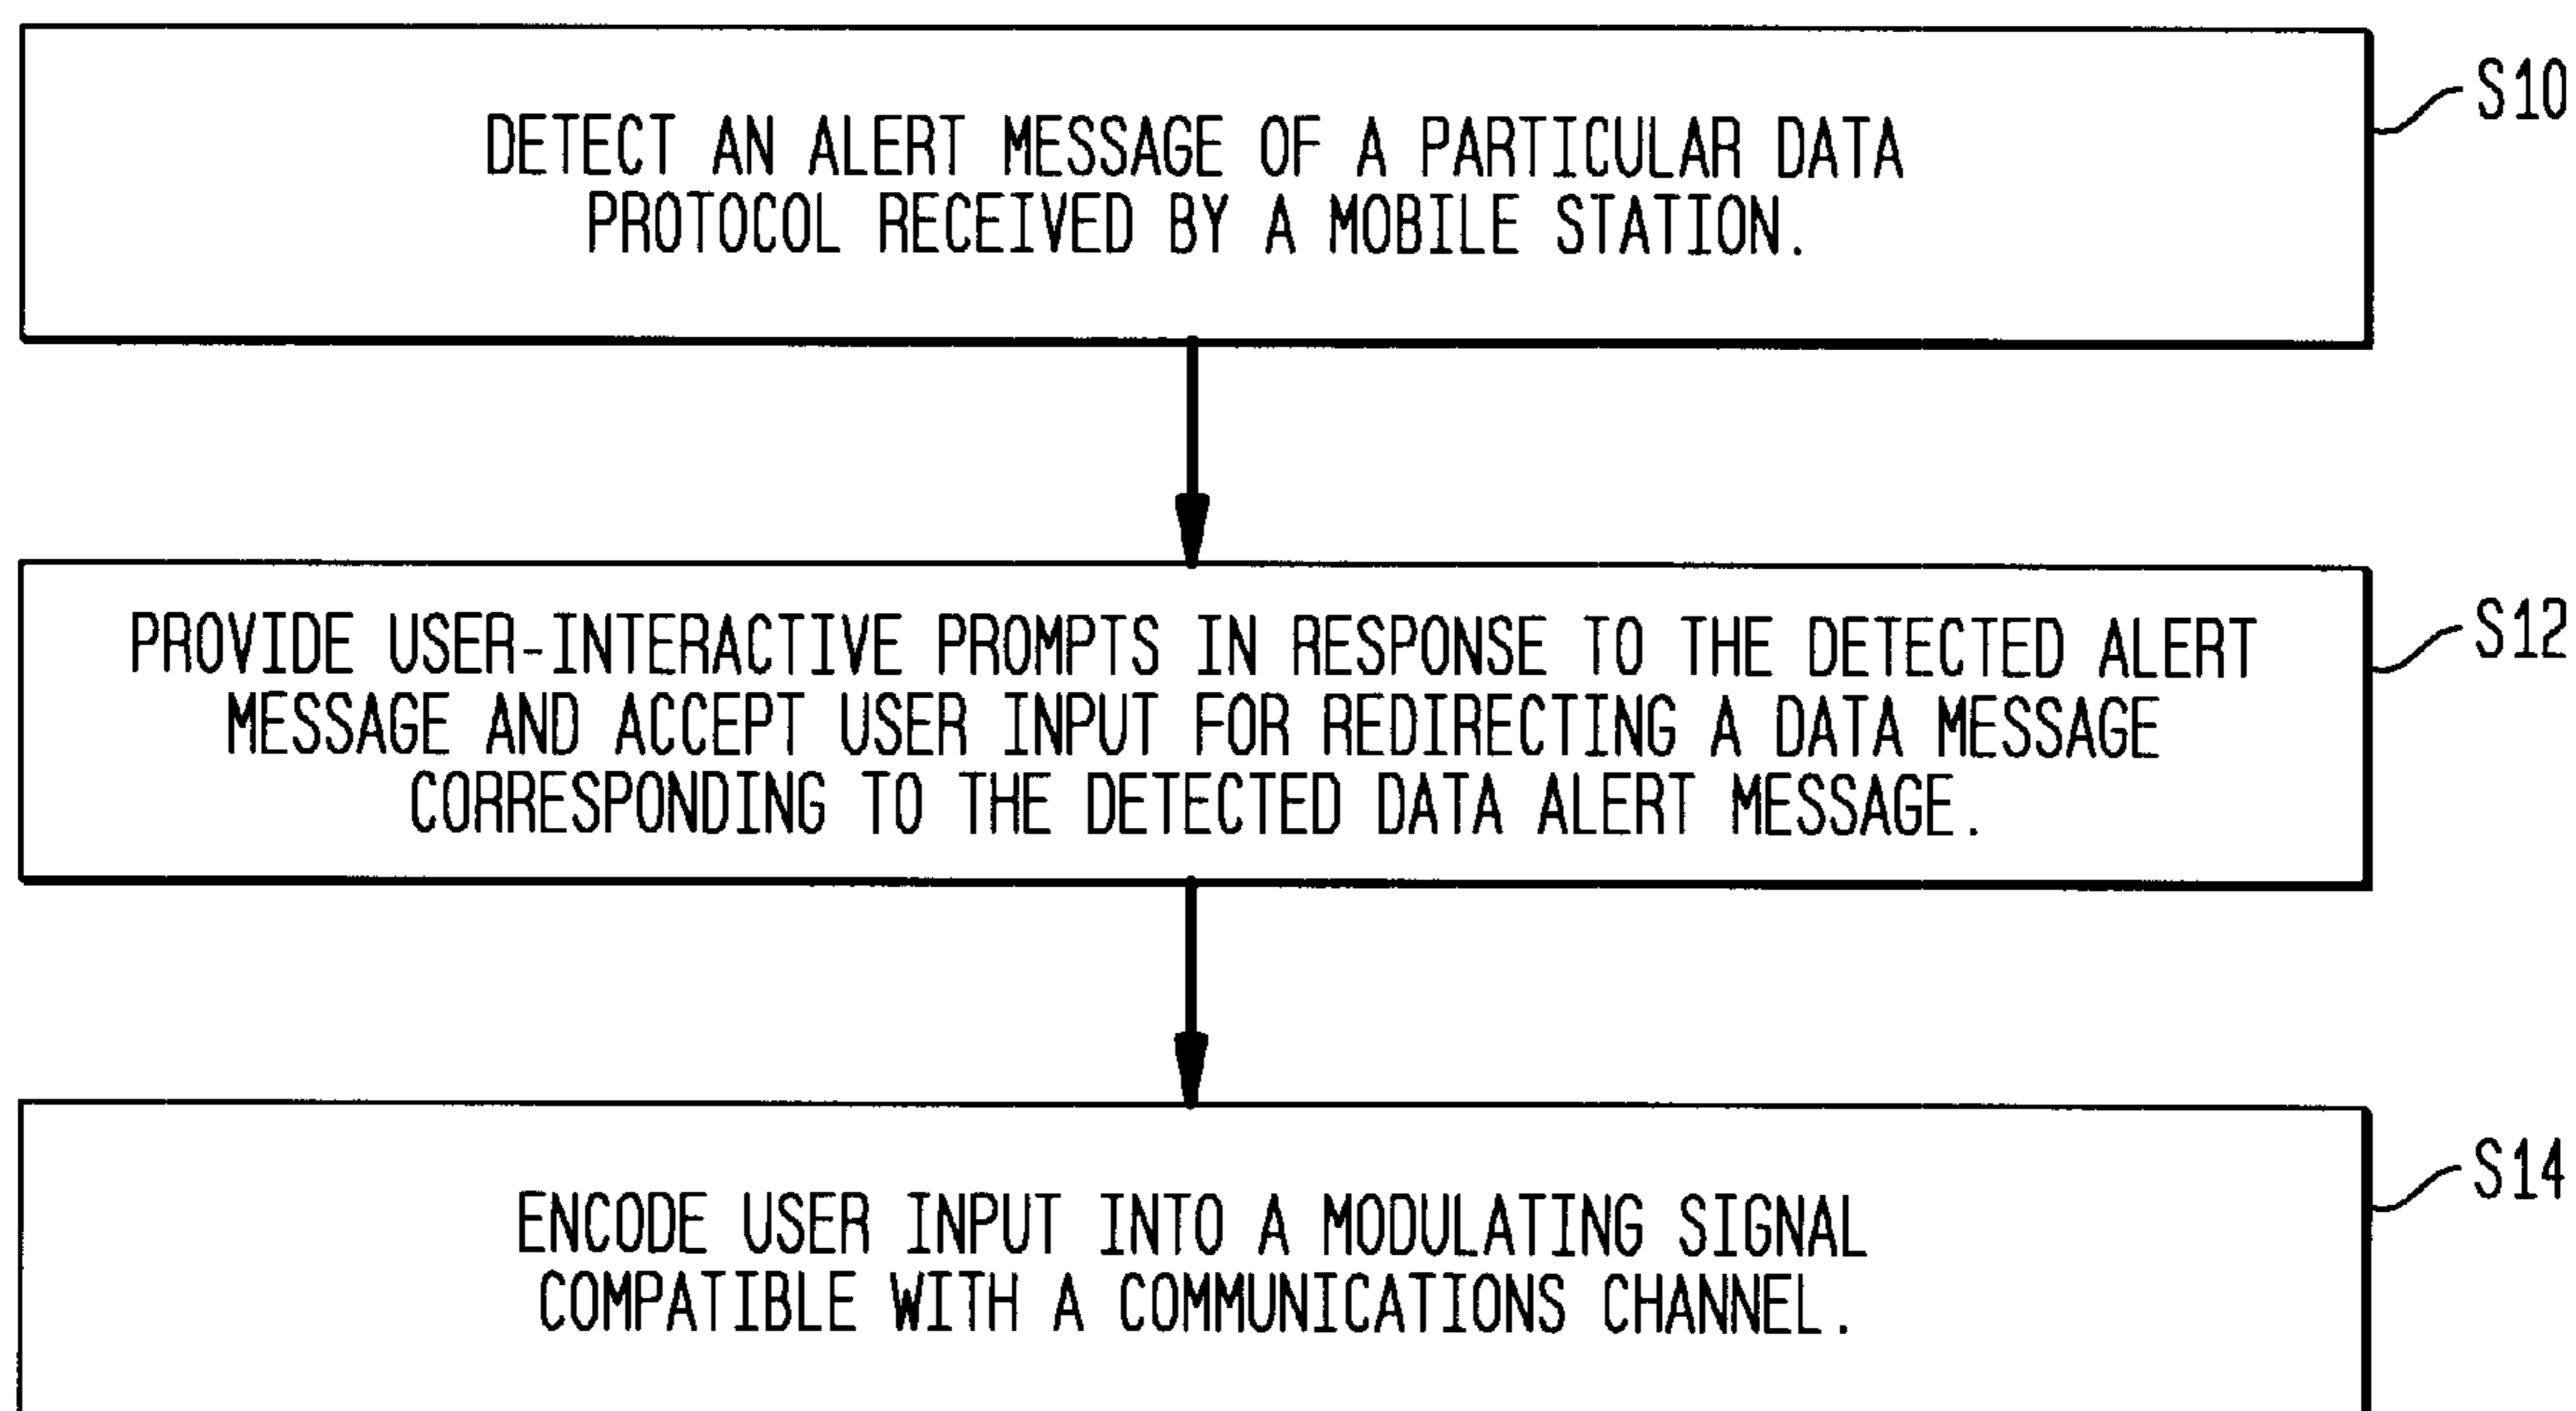 S10
DETECT AN ALERT MESSAGE OF A PARTICULAR DATA
PROTOCOL RECEIVED BY A MOBILE STATION.
S12
PROVIDE USER-INTERACTIVE PROMPTS IN RESPONSE TO THE DETECTED ALERT
MESSAGE AND ACCEPT USER INPUT FOR REDIRECTING A DATA MESSAGE
CORRESPONDING TO THE DETECTED DATA ALERT MESSAGE.
S14
ENCODE USER INPUT INTO A MODULATING SIGNAL
COMPATIBLE WITH A COMMUNICATIONS CHANNEL.